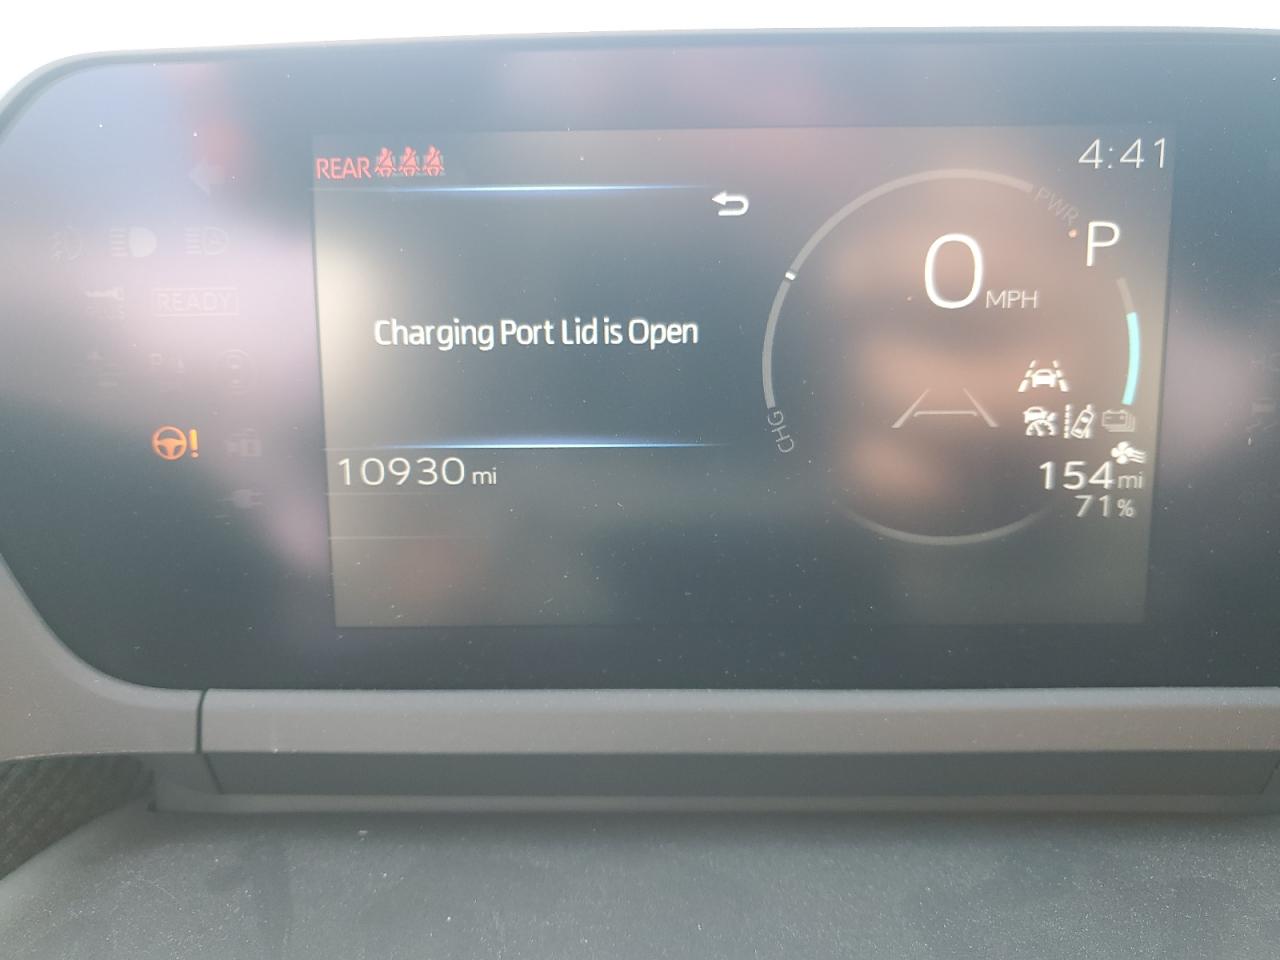 REAR
4:41
PWR
P
0 MPH
READY
Charging Port Lid is Open
CHG
10930 mi
154 mi
71%